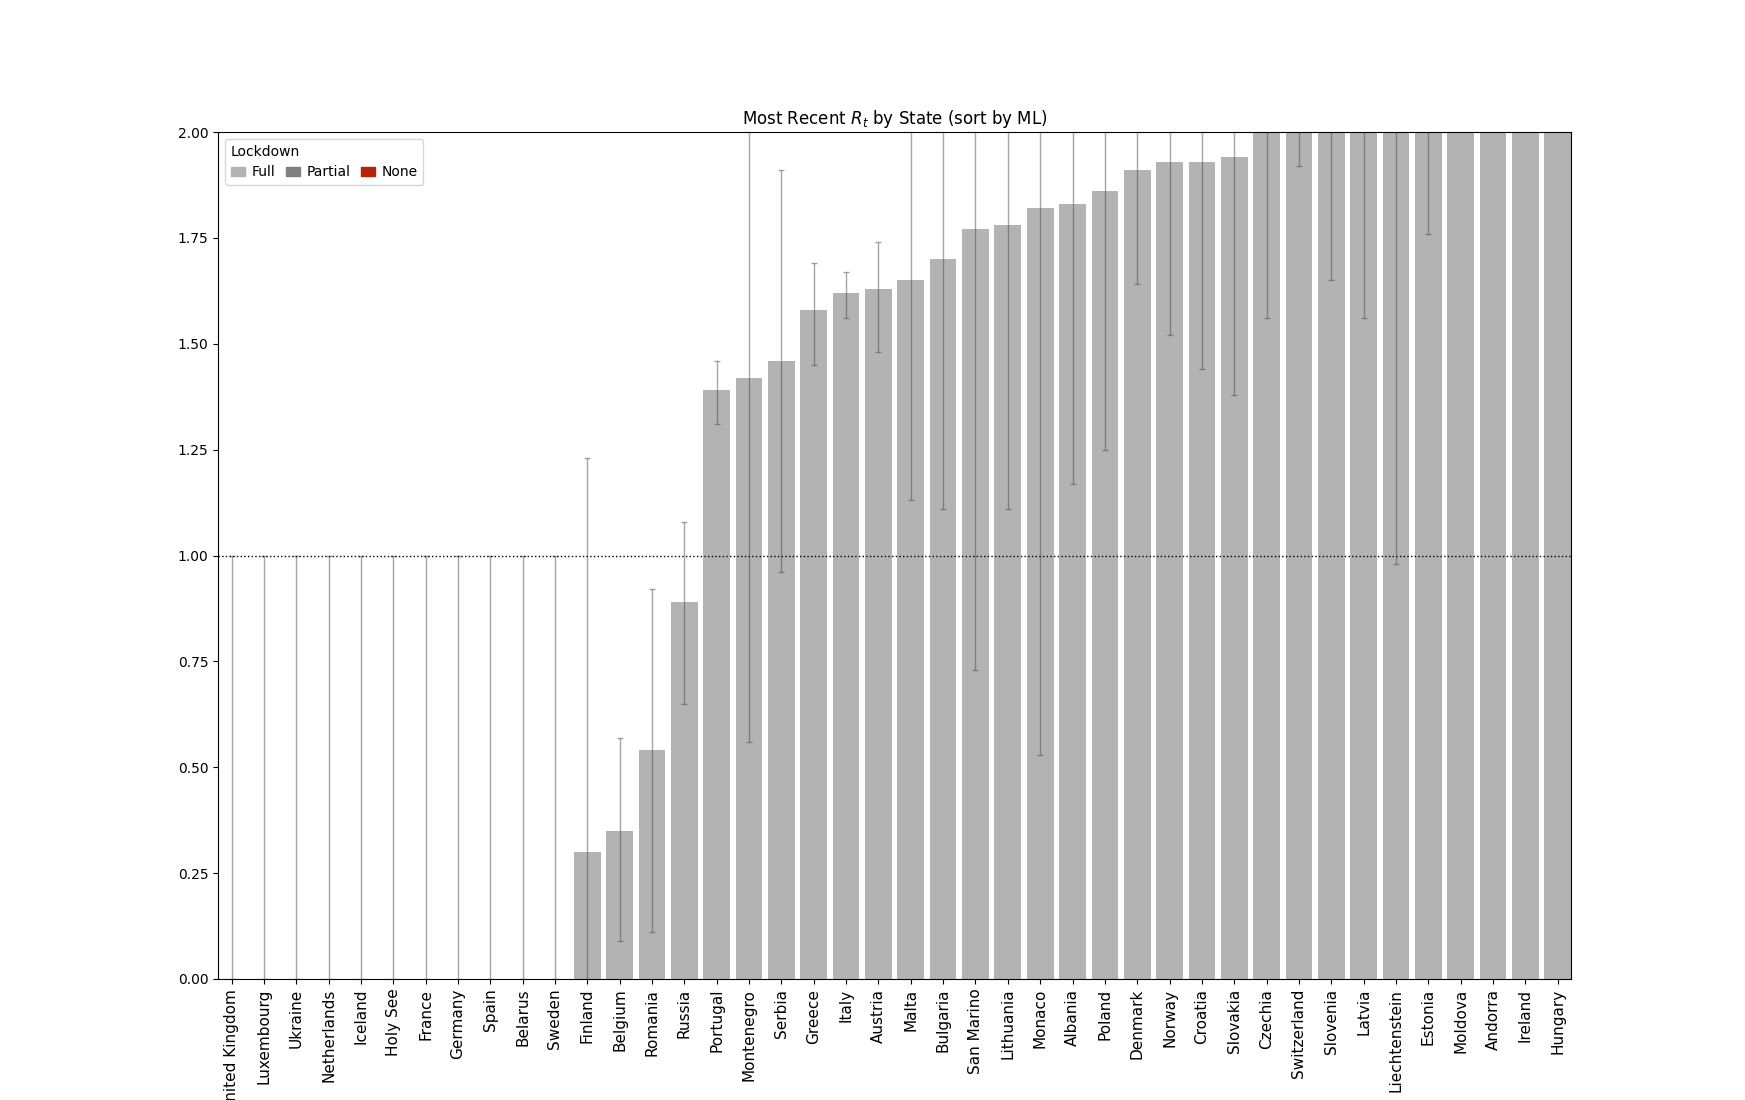 Most Recent Rt by State (sort by ML)
Lockdown
Full Partial None
2.00
1.75
1.50
1.25
1.00
0.75
0.50
0.25
0.00
nited Kingdom
Luxembourg
Ukraine
Netherlands
Iceland
Holy See
France
Germany
Spain
Belarus
Sweden
Finland
Belgium
Romania
Russia
Portugal
Montenegro
Serbia
Greece
Italy
Austria
Malta
Bulgaria
San Marino
Lithuania
Monaco
Albania
Poland
Denmark
Norway
Croatia
Slovakia
Czechia
Switzerland
Slovenia
Latvia
Liechtenstein
Estonia
Moldova
Andorra
Ireland
Hungary